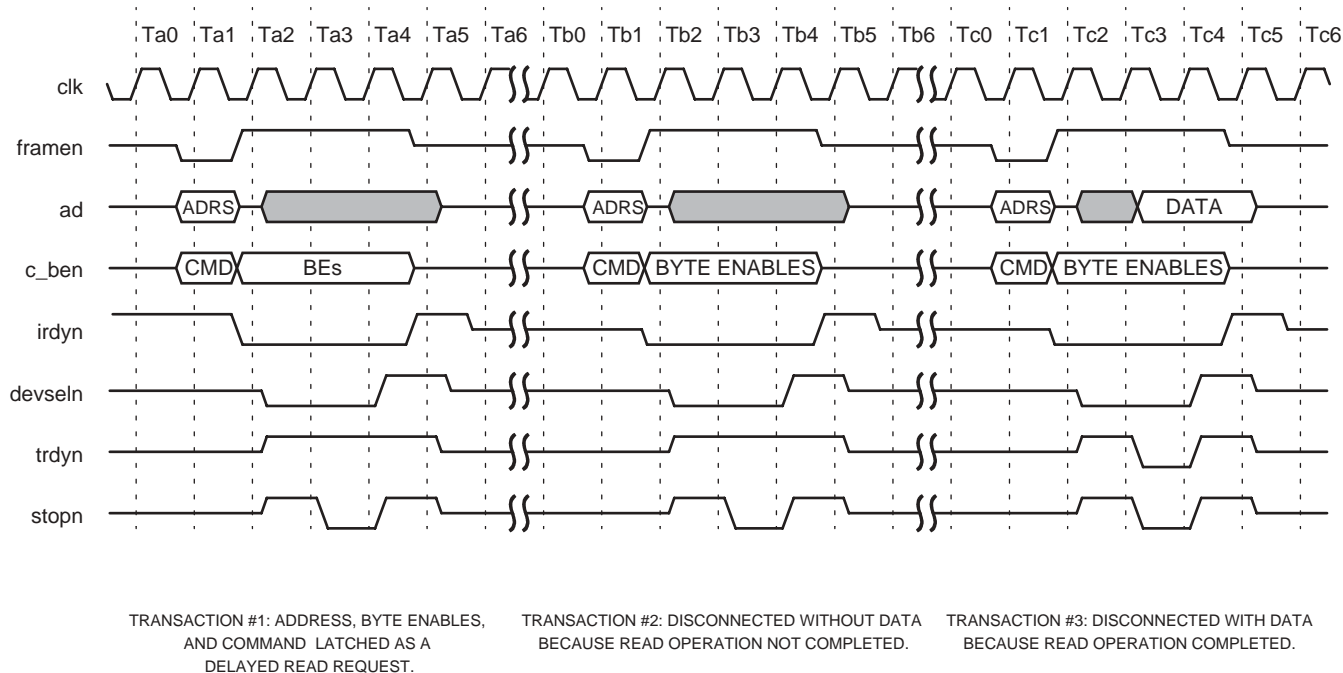 Ta0 Ta1 Ta2 Ta3 Ta4 Ta5 Ta6 Tb0 Tb1 Tb2 Tb3 Tb4 Tb5 Tb6 Tc0 Tc1 Tc2 Tc3 Tc4 Tc5 Tc6
clk
framen
ad ADRS ADRS ADRS DATA
c_ben CMD BEs CMD BYTE ENABLES CMD BYTE ENABLES
irdyn
devseln
trdyn
stopn
TRANSACTION #1: ADDRESS, BYTE ENABLES,
AND COMMAND LATCHED AS A
DELAYED READ REQUEST.
TRANSACTION #2: DISCONNECTED WITHOUT DATA
BECAUSE READ OPERATION NOT COMPLETED.
TRANSACTION #3: DISCONNECTED WITH DATA
BECAUSE READ OPERATION COMPLETED.